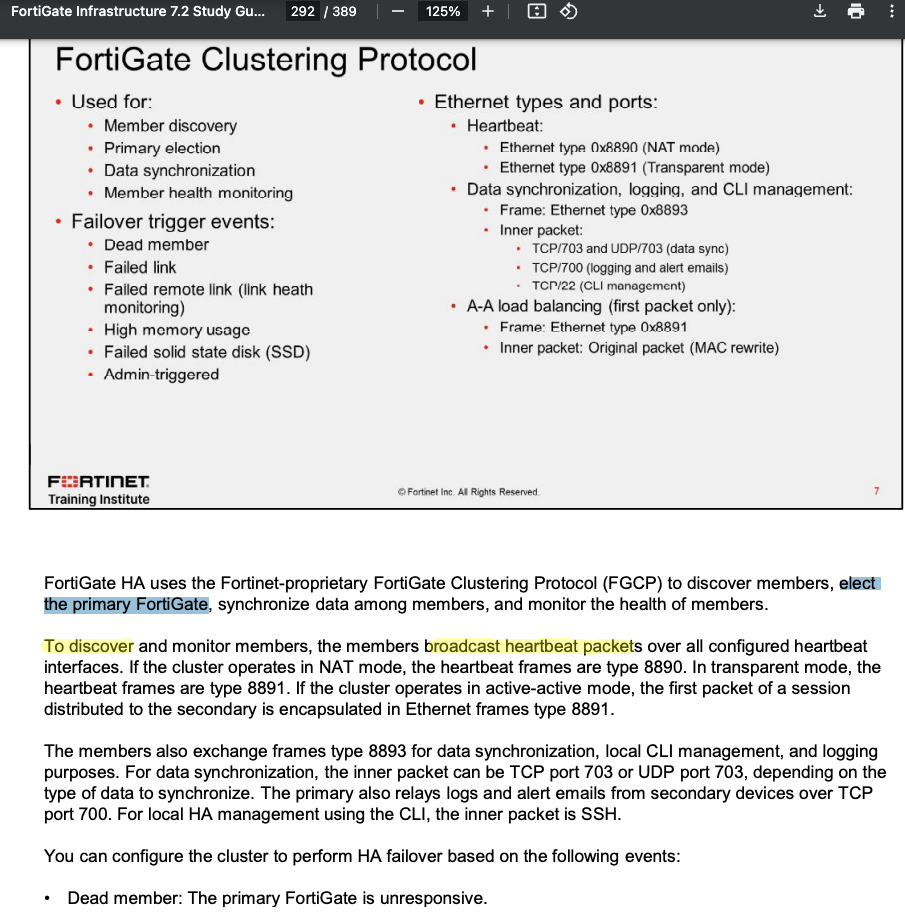 FortiGate Infrastructure 7.2 Study Gu...
292 / 389
125%
FortiGate Clustering Protocol
• Used for:
• Member discovery
• Primary election
• Data synchronization
• Member health monitoring
• Failover trigger events:
• Dead member
• Failed link
• Failed remote link (link heath
monitoring)
• High memory usage
• Failed solid state disk (SSD)
• Admin-triggered
• Ethernet types and ports:
• Heartbeat:
• Ethernet type 0x8890 (NAT mode)
• Ethernet type 0x8891 (Transparent mode)
• Data synchronization, logging, and CLI management:
• Frame: Ethernet type 0x8893
• Inner packet:
• TCP/703 and UDP/703 (data sync)
• TCP/700 (logging and alert emails)
• TCP/22 (CLI management)
• A-A load balancing (first packet only):
• Frame: Ethernet type 0x8891
• Inner packet: Original packet (MAC rewrite)
FORTINET
Training Institute
© Fortinet Inc. All Rights Reserved.
7
FortiGate HA uses the Fortinet-proprietary FortiGate Clustering Protocol (FGCP) to discover members, elect
the primary FortiGate, synchronize data among members, and monitor the health of members.
To discover and monitor members, the members broadcast heartbeat packets over all configured heartbeat
interfaces. If the cluster operates in NAT mode, the heartbeat frames are type 8890. In transparent mode, the
heartbeat frames are type 8891. If the cluster operates in active-active mode, the first packet of a session
distributed to the secondary is encapsulated in Ethernet frames type 8891.
The members also exchange frames type 8893 for data synchronization, local CLI management, and logging
purposes. For data synchronization, the inner packet can be TCP port 703 or UDP port 703, depending on the
type of data to synchronize. The primary also relays logs and alert emails from secondary devices over TCP
port 700. For local HA management using the CLI, the inner packet is SSH.
You can configure the cluster to perform HA failover based on the following events:
• Dead member: The primary FortiGate is unresponsive.